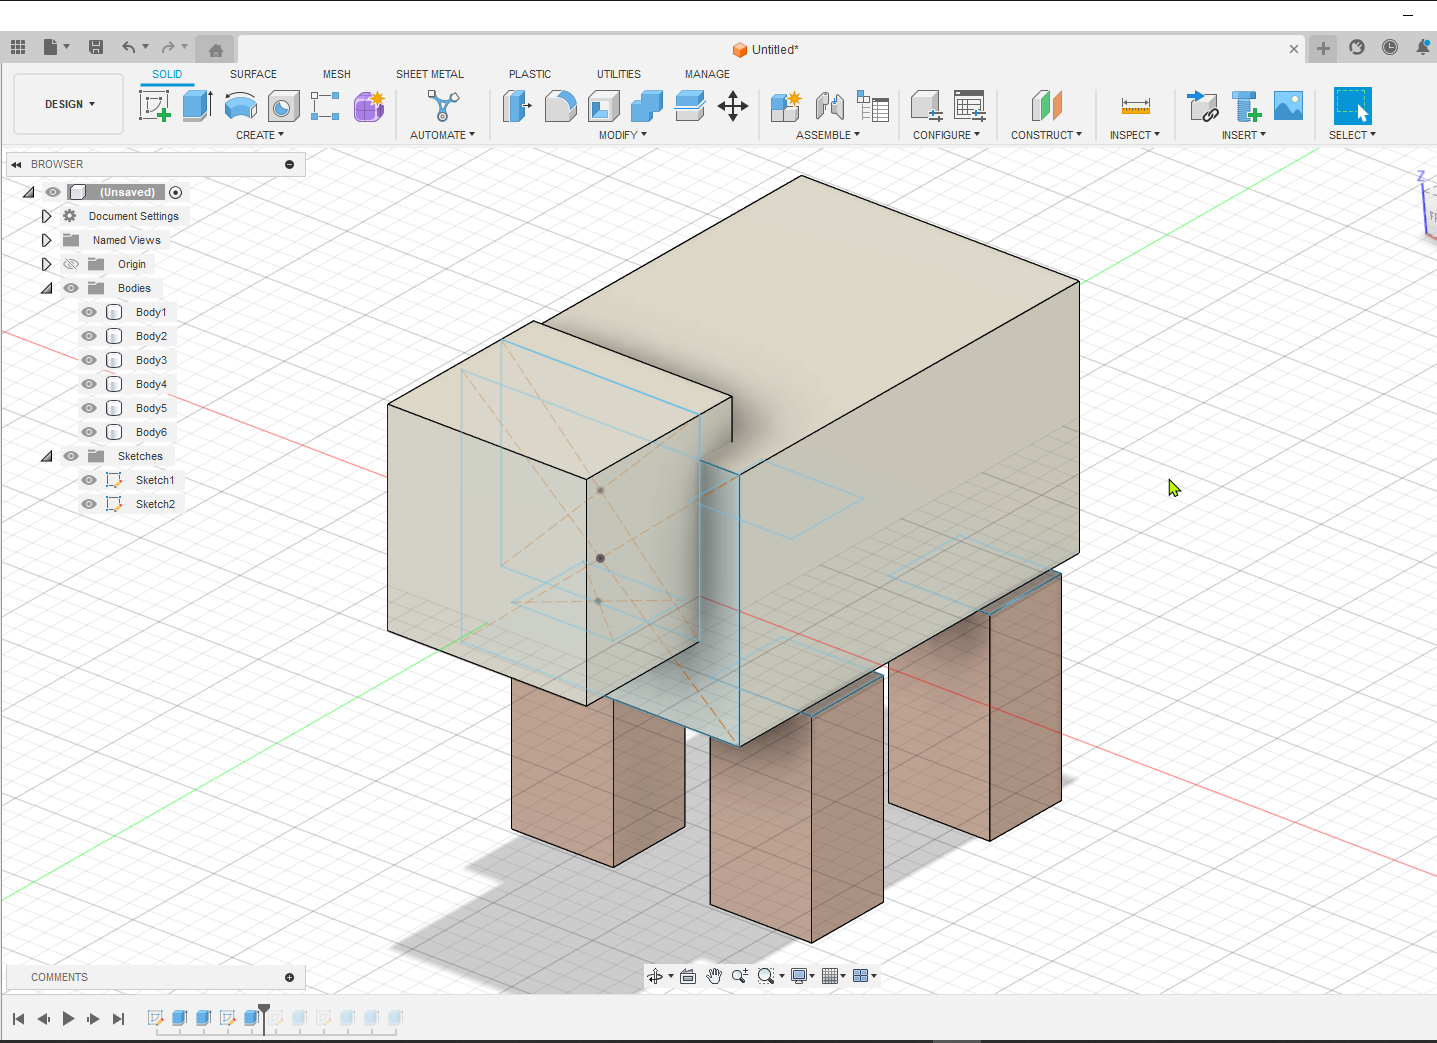 Untitled*
SOLID SURFACE MESH SHEET METAL PLASTIC UTILITIES MANAGE
DESIGN
CREATE AUTOMATE MODIFY ASSEMBLE CONFIGURE CONSTRUCT INSPECT INSERT SELECT
BROWSER
(Unsaved)
Z
Document Settings
Named Views
Origin
Bodies
Body1
Body2
Body3
Body4
Body5
Body6
Sketches
Sketch1
Sketch2
COMMENTS